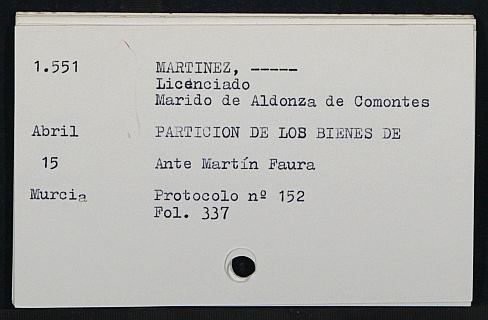 1.551 MARTINEZ, -----
Licenciado
Marido de Aldonza de Comontes
Abril PARTICION DE LOS BIENES DE
15 Ante Martín Faura
Murcia Protocolo nº 152
Fol. 337